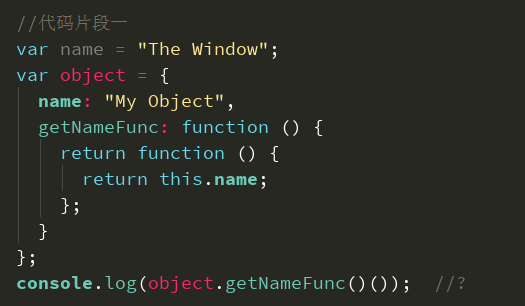 //代码片段一
var name = "The Window";
var object = {
  name: "My Object",
  getNameFunc: function () {
    return function () {
      return this.name;
    };
  }
};
console.log(object.getNameFunc()());  //?